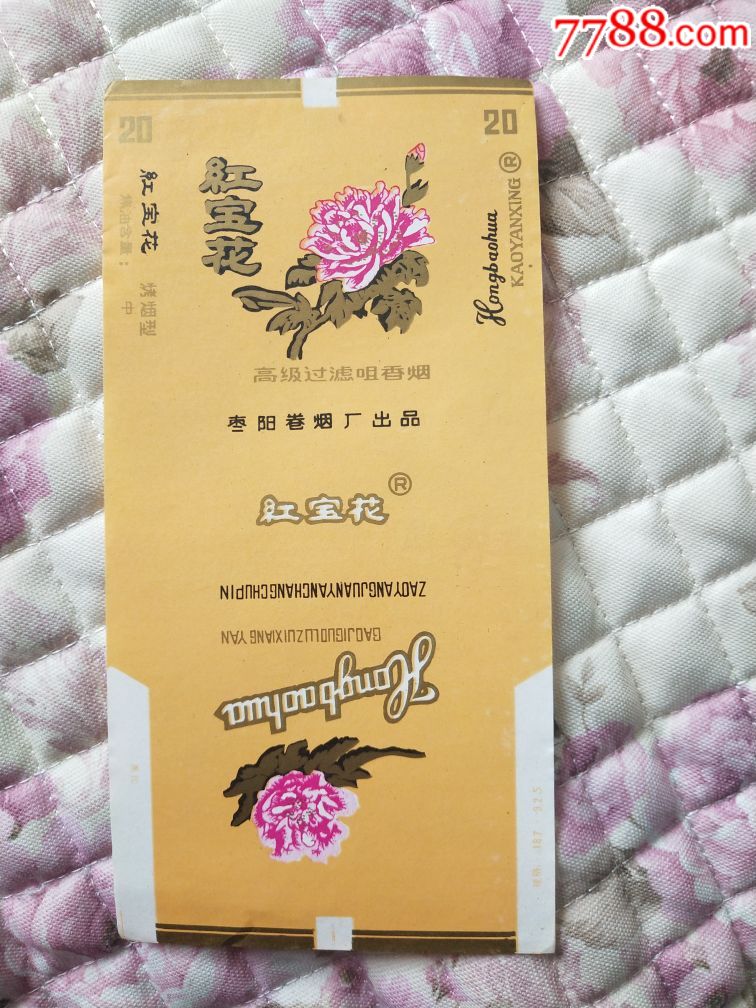 7788.com
20
20
紅宝花
烤烟型
焦油含量：
中
紅宝花
Hongbaohua
KAOYANXING ®
高级过滤咀香烟
枣阳卷烟厂出品
紅宝花®
ZAOYANGJUANYANCHANGCHUPIN
GAOJIGUOLUZUIXIANGYAN
Hongbaohua